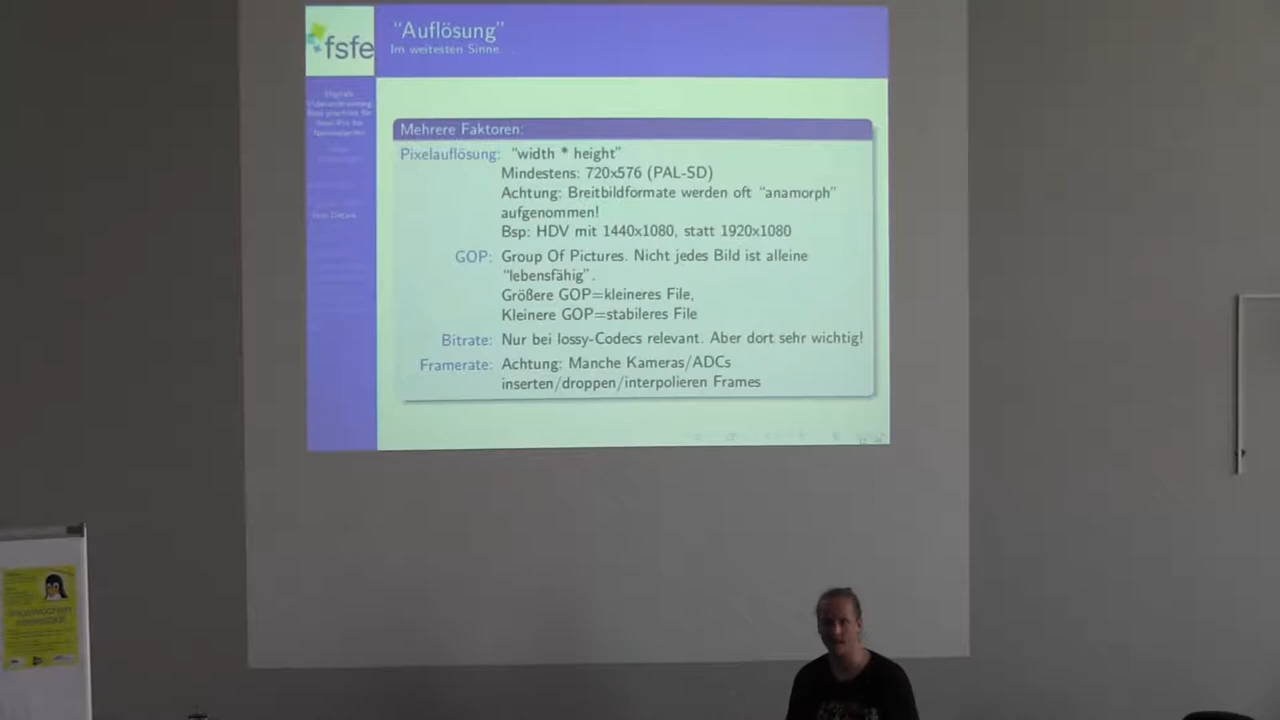 fsfe
“Auflösung”
Im weitesten Sinne.
Mehrere Faktoren:
Pixelauflösung: “width * height”
Mindestens: 720x576 (PAL-SD)
Achtung: Breitbildformate werden oft “anamorph”
aufgenommen!
Bsp: HDV mit 1440x1080, statt 1920x1080
GOP: Group Of Pictures. Nicht jedes Bild ist alleine
“lebensfähig”.
Größere GOP=kleineres File,
Kleinere GOP=stabileres File
Bitrate: Nur bei lossy-Codecs relevant. Aber dort sehr wichtig!
Framerate: Achtung: Manche Kameras/ADCs
inserten/droppen/interpolieren Frames